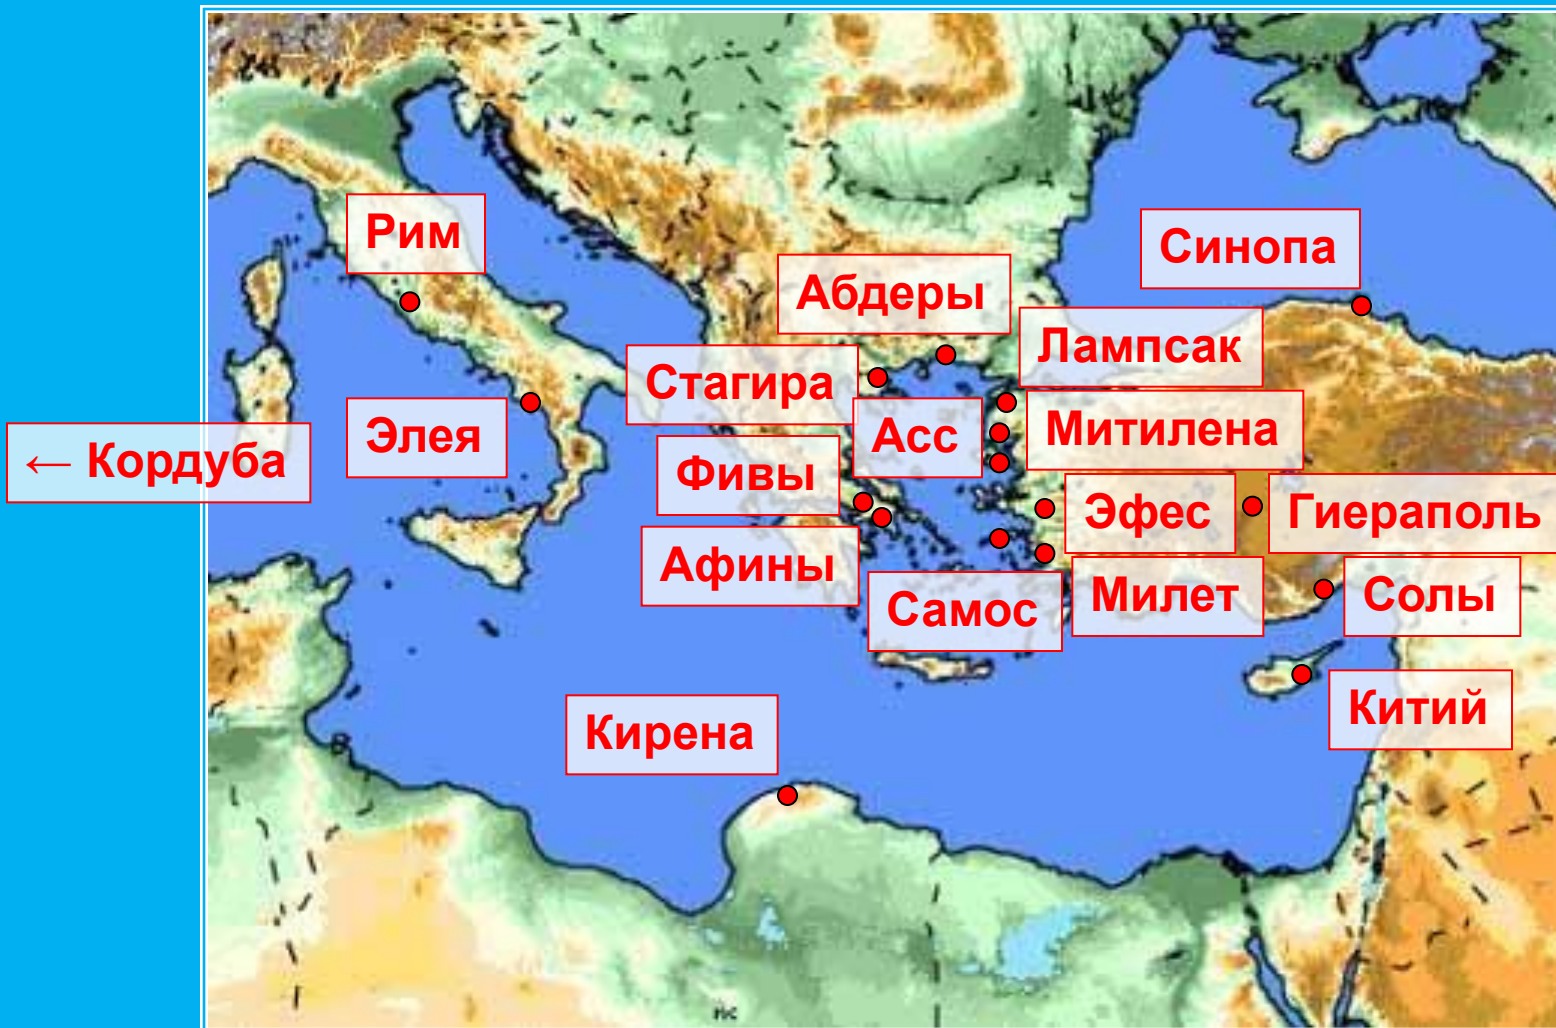 Рим
Синопа
Абдеры
Лампсак
Стагира
Асс
Митилена
Элея
← Кордуба
Фивы
Эфес
Гиераполь
Афины
Самос
Милет
Солы
Китий
Кирена